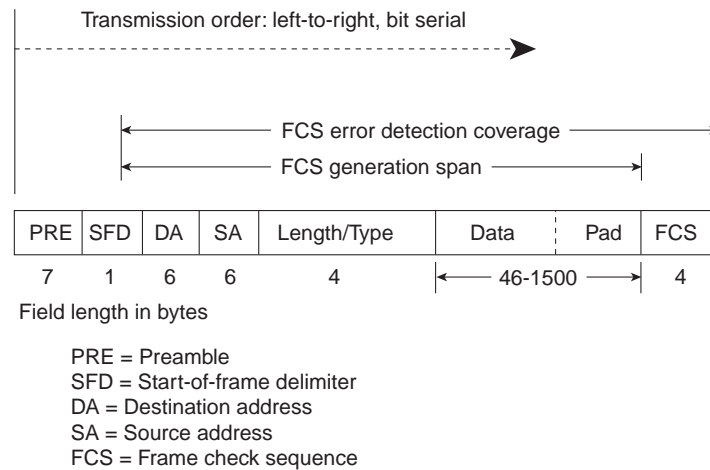 Transmission order: left-to-right, bit serial
FCS error detection coverage
FCS generation span
PRE SFD DA SA Length/Type Data Pad FCS
7 1 6 6 4 46-1500 4
Field length in bytes
PRE = Preamble
SFD = Start-of-frame delimiter
DA = Destination address
SA = Source address
FCS = Frame check sequence